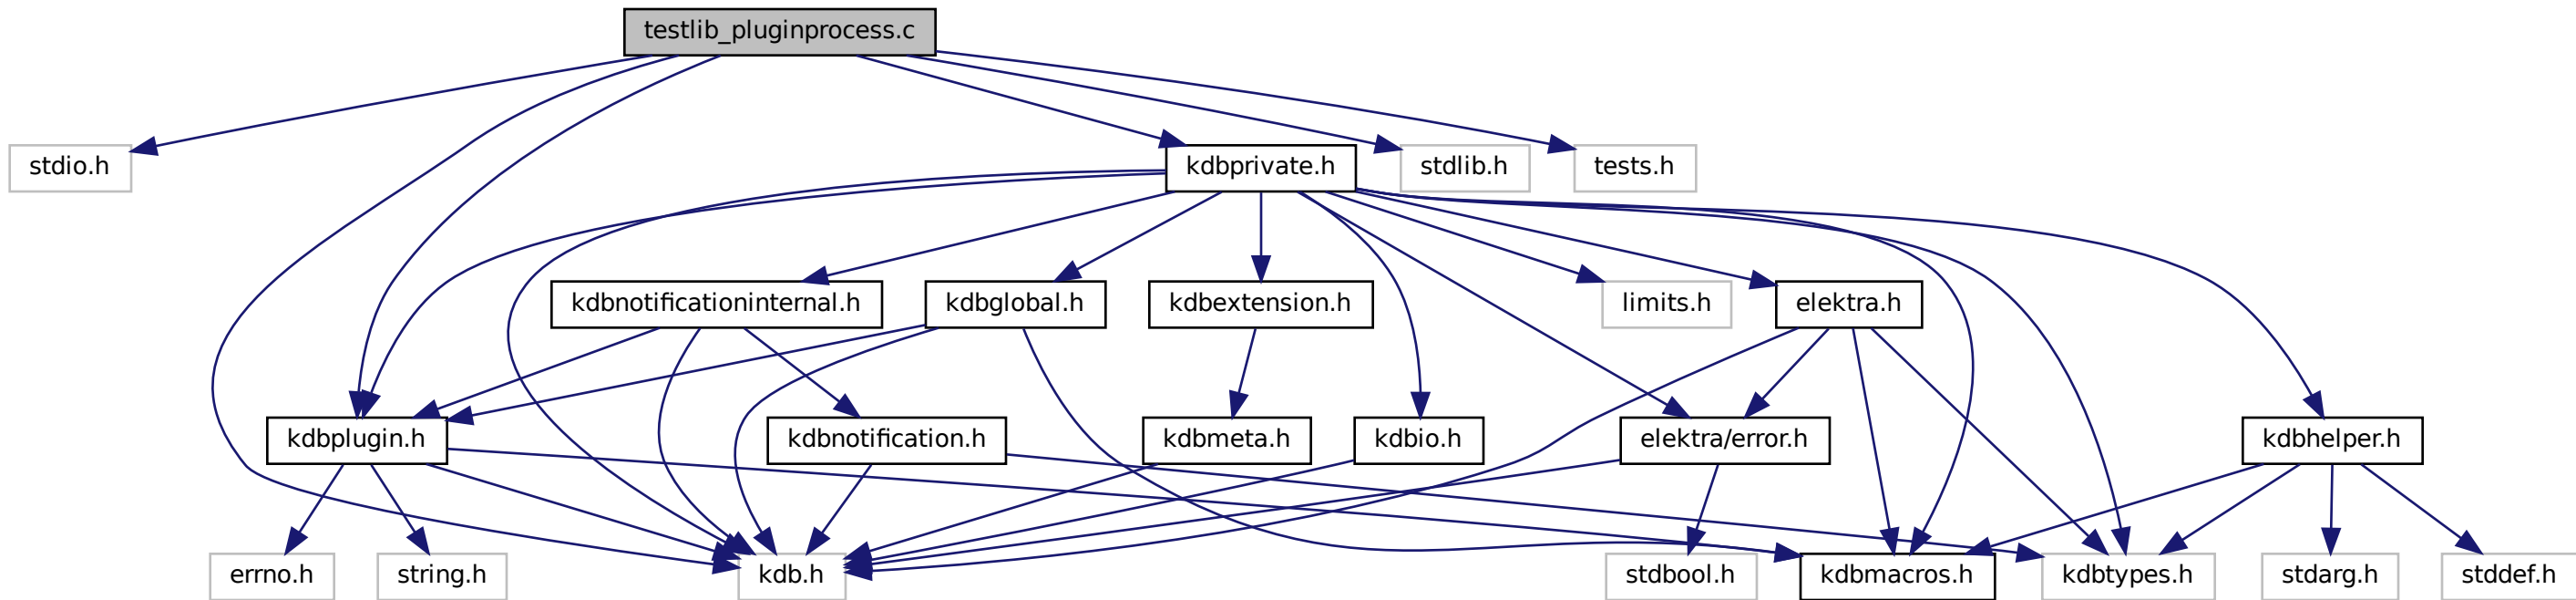 testlib_pluginprocess.c
stdio.h
kdbprivate.h
stdlib.h
tests.h
kdbnotificationinternal.h
kdbglobal.h
kdbextension.h
limits.h
elektra.h
kdbplugin.h
kdbnotification.h
kdbmeta.h
kdbio.h
elektra/error.h
kdbhelper.h
errno.h
string.h
kdb.h
stdbool.h
kdbmacros.h
kdbtypes.h
stdarg.h
stddef.h